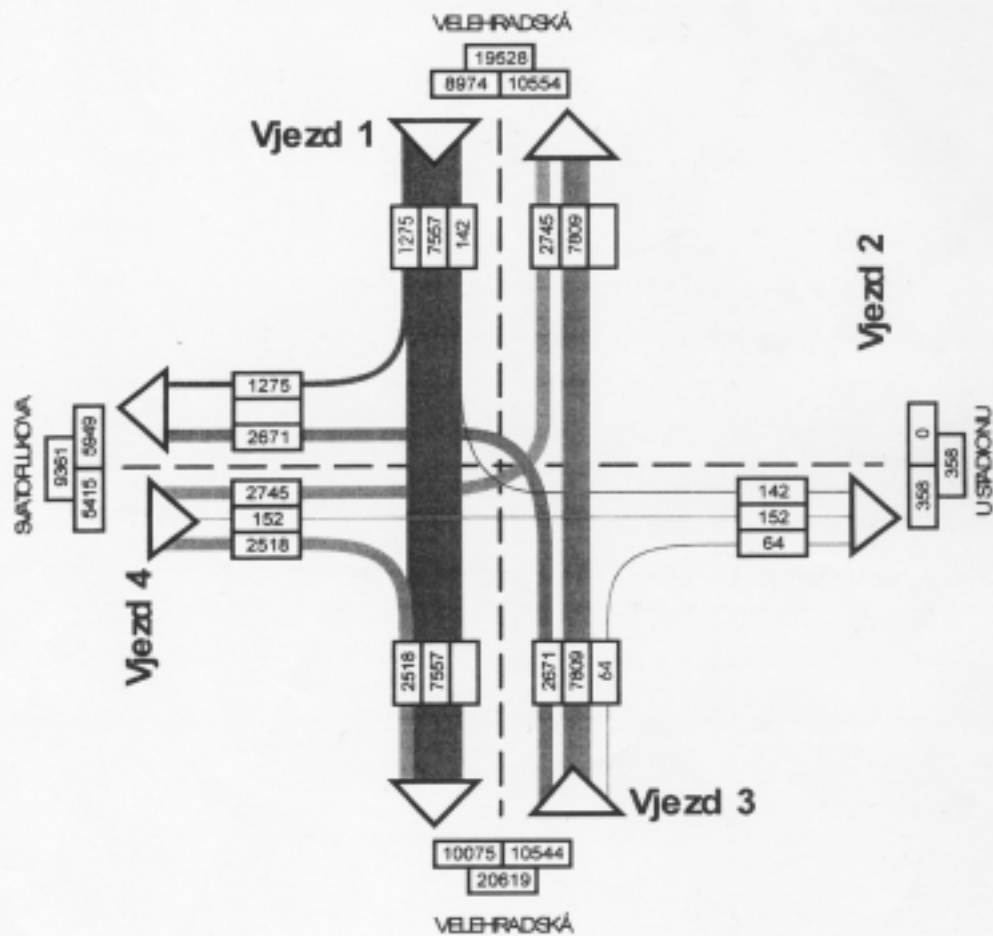 VELEHRADSKÁ
19528
8974 10554
Vjezd 1
1275 7557 142
2745 7809
Vjezd 2
1275
2671
SVATOPLUKOVA
9361
5415 5949
2745
152
2518
Vjezd 4
142
152
64
358 0
358
U STADIONU
2518 7557
2671 7809 64
Vjezd 3
10075 10544
20619
VELEHRADSKÁ